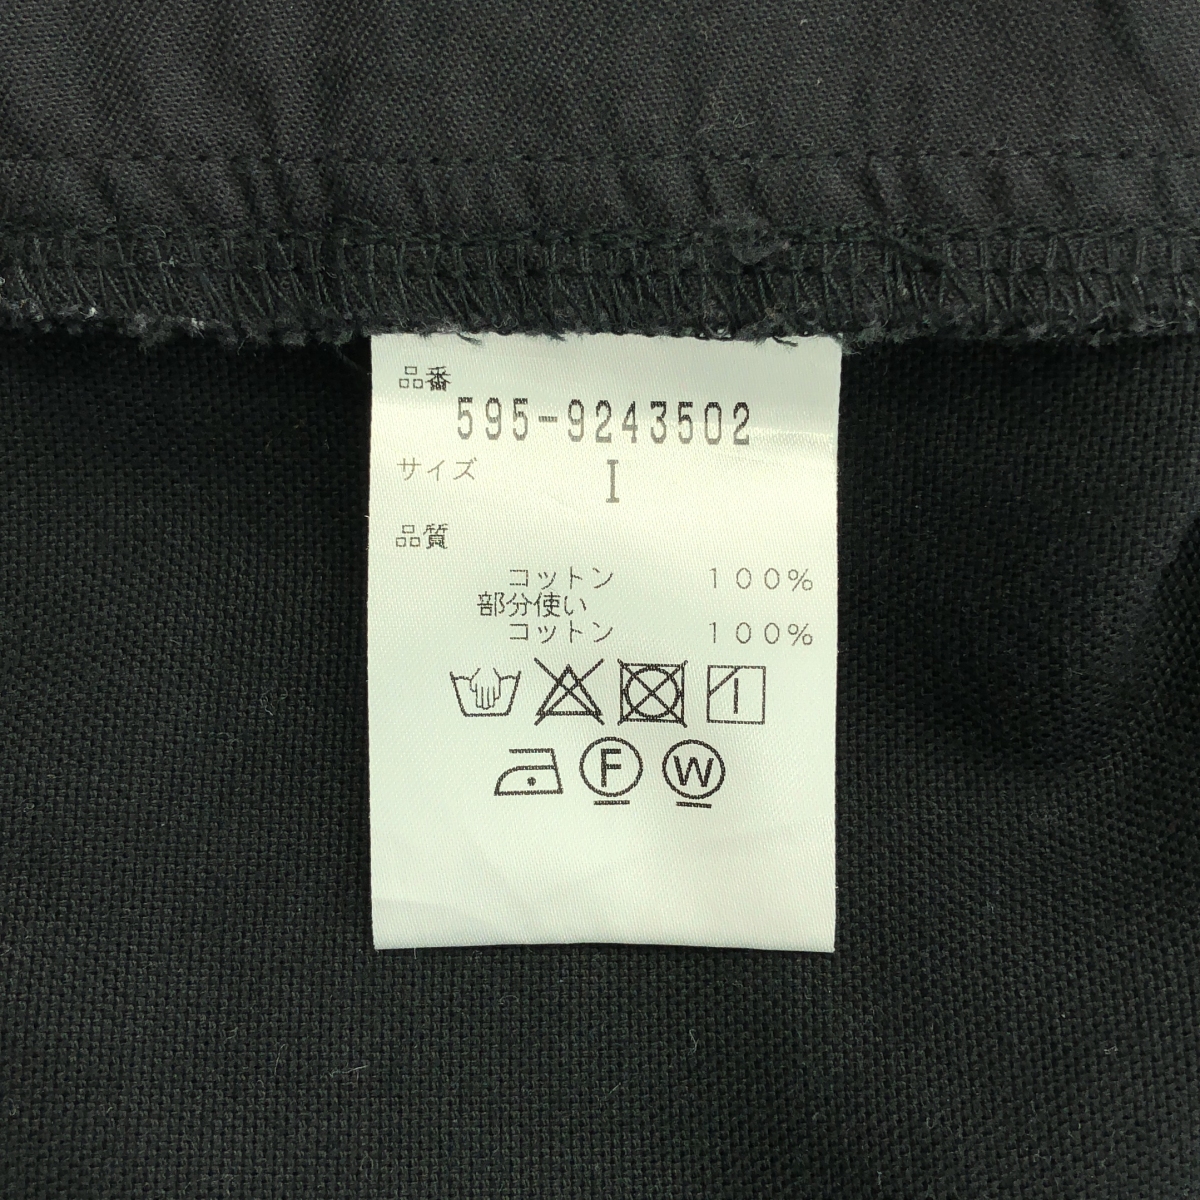 品番
595-9243502
サイズ I
品質
コットン 100%
部分使い
コットン 100%
F W